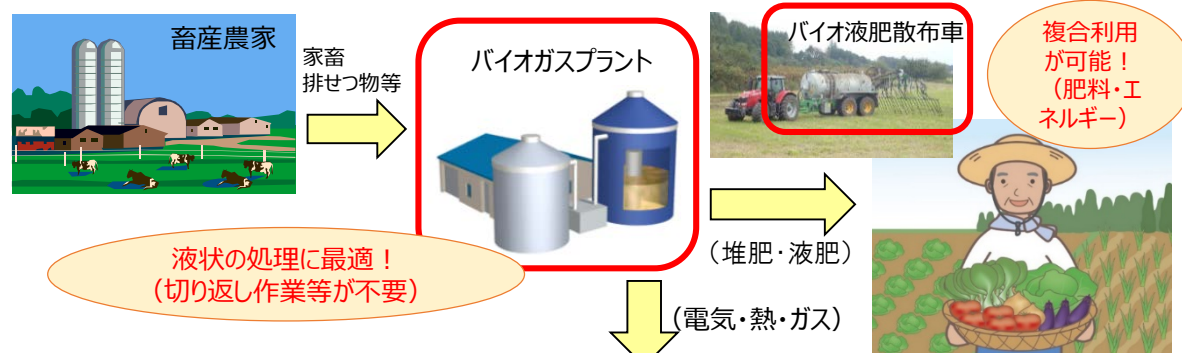 畜産農家
家畜
排せつ物等
バイオガスプラント
バイオ液肥散布車
複合利用
が可能！
（肥料・エ
ネルギー）
液状の処理に最適！
（切り返し作業等が不要）
（堆肥・液肥）
（電気・熱・ガス）